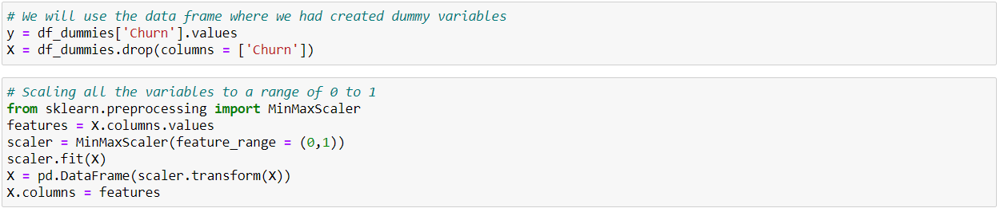 # We will use the data frame where we had created dummy variables
y = df_dummies['Churn'].values
X = df_dummies.drop(columns = ['Churn'])
# Scaling all the variables to a range of 0 to 1
from sklearn.preprocessing import MinMaxScaler
features = X.columns.values
scaler = MinMaxScaler(feature_range = (0,1))
scaler.fit(X)
X = pd.DataFrame(scaler.transform(X))
X.columns = features